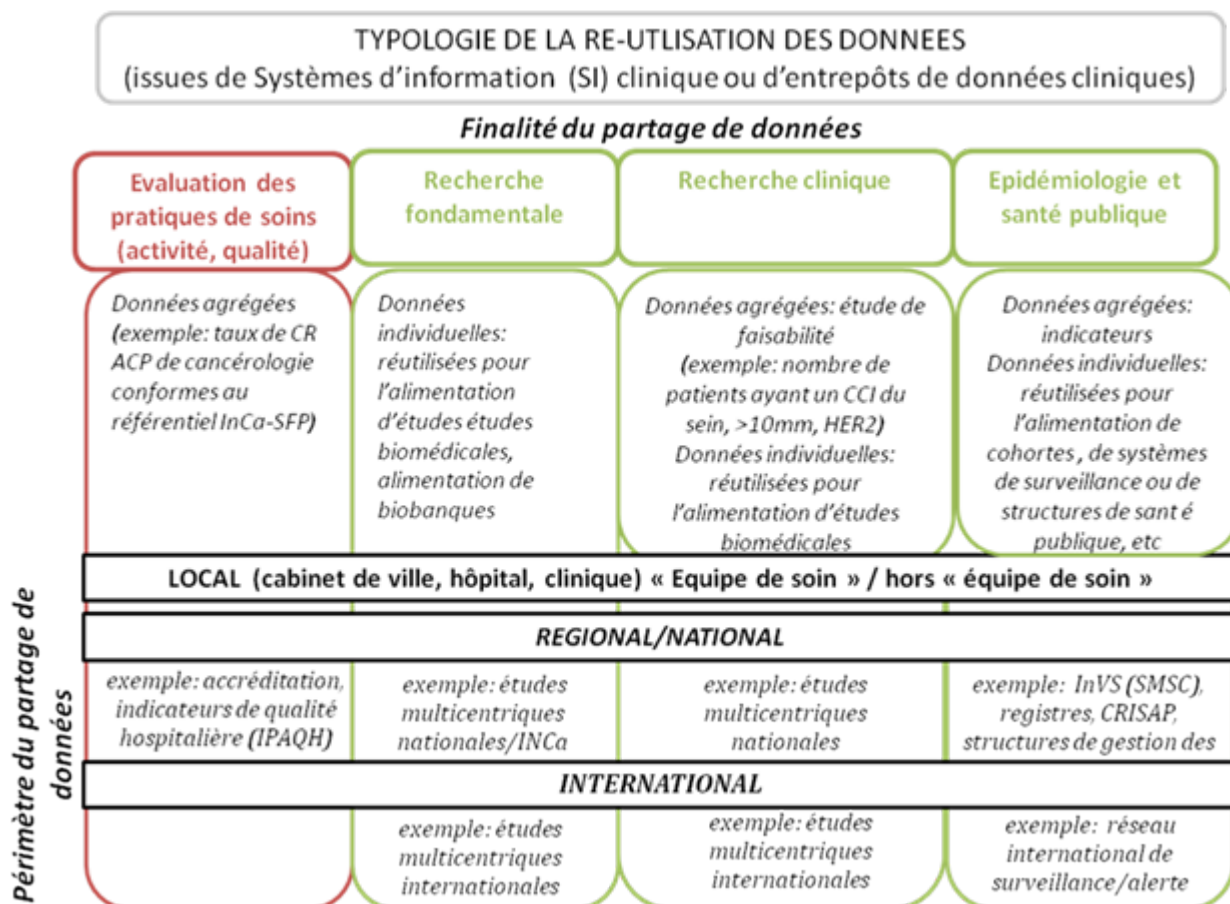 TYPOLOGIE DE LA RE-UTLISATION DES DONNEES
(issues de Systèmes d'information (SI) clinique ou d'entrepôts de données cliniques)
Finalité du partage de données
Evaluation des
pratiques de soins
(activité, qualité)
Recherche
fondamentale
Recherche clinique
Epidémiologie et
santé publique
Données agrégées
(exemple: taux de CR
ACP de cancérologie
conformes au
référentiel InCa-SFP)
Données
individuelles:
réutilisées pour
l'alimentation
d'études études
biomédicales,
alimentation de
biobanques
Données agrégées: étude de
faisabilité
(exemple: nombre de
patients ayant un CCI du
sein, >10mm, HER2)
Données individuelles:
réutilisées pour
l'alimentation d'études
biomédicales
Données agrégées:
indicateurs
Données individuelles:
réutilisées pour
l'alimentation de
cohortes , de systèmes
de surveillance ou de
structures de sant é
publique, etc
Périmètre du partage de
données
LOCAL (cabinet de ville, hôpital, clinique) « Equipe de soin » / hors « équipe de soin »
REGIONAL/NATIONAL
exemple: accréditation,
indicateurs de qualité
hospitalière (IPAQH)
exemple: études
multicentriques
nationales/INCa
exemple: études
multicentriques
nationales
exemple: InVS (SMSC),
registres, CRISAP,
structures de gestion des
INTERNATIONAL
exemple: études
multicentriques
internationales
exemple: études
multicentriques
internationales
exemple: réseau
international de
surveillance/alerte